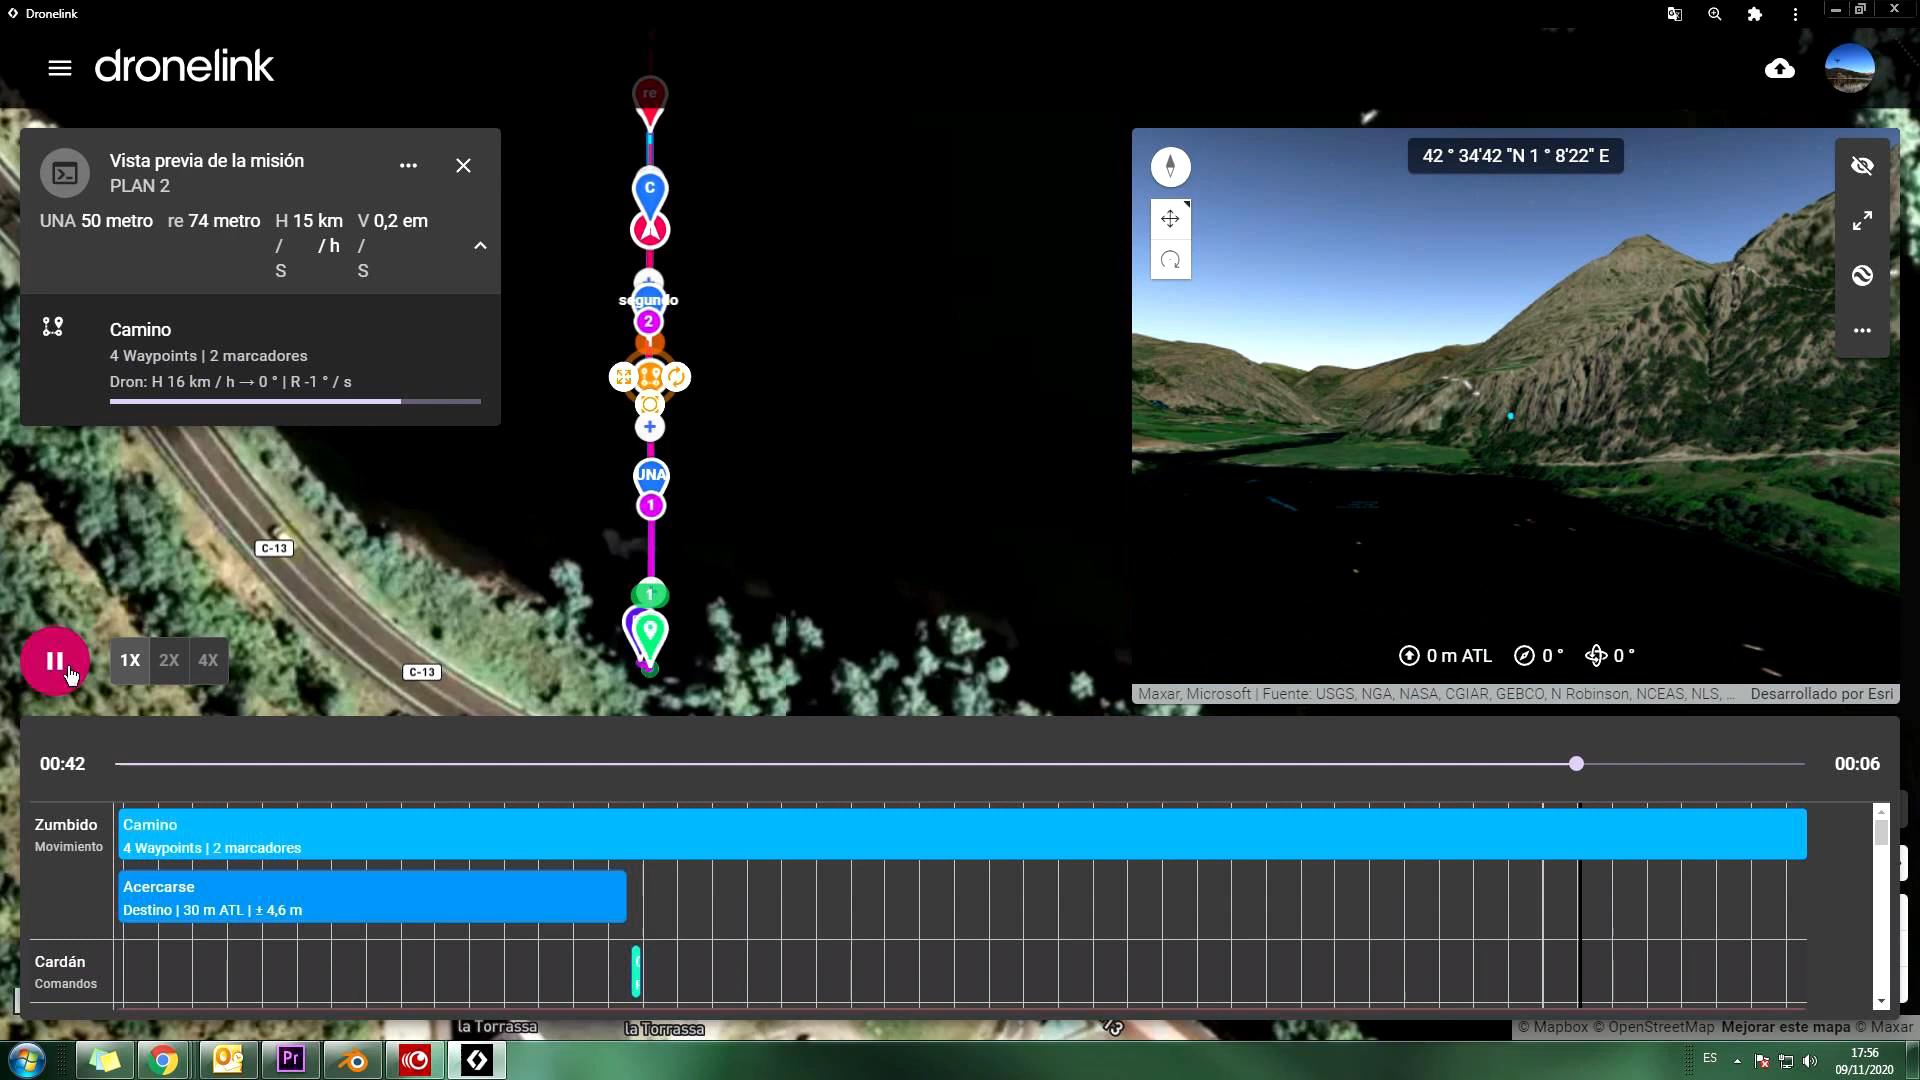 Dronelink
dronelink
Vista previa de la misión
PLAN 2
UNA 50 metro re 74 metro H 15 km V 0,2 em
/ / h /
S S
Camino
4 Waypoints | 2 marcadores
Dron: H 16 km / h → 0 ° | R -1 ° / s
re
C
segundo
2
UNA
1
1
C-13
C-13
1X 2X 4X
42 ° 34'42 "N 1 ° 8'22" E
0 m ATL 0 ° 0 °
Maxar, Microsoft | Fuente: USGS, NGA, NASA, CGIAR, GEBCO, N Robinson, NCEAS, NLS, ... Desarrollado por Esri
00:42
00:06
Zumbido
Movimiento
Camino
4 Waypoints | 2 marcadores
Acercarse
Destino | 30 m ATL | ± 4,6 m
Cardán
Comandos
la Torrassa
la Torrassa
13
© Mapbox © OpenStreetMap Mejorar este mapa © Maxar
Pr
ES
17:56
09/11/2020